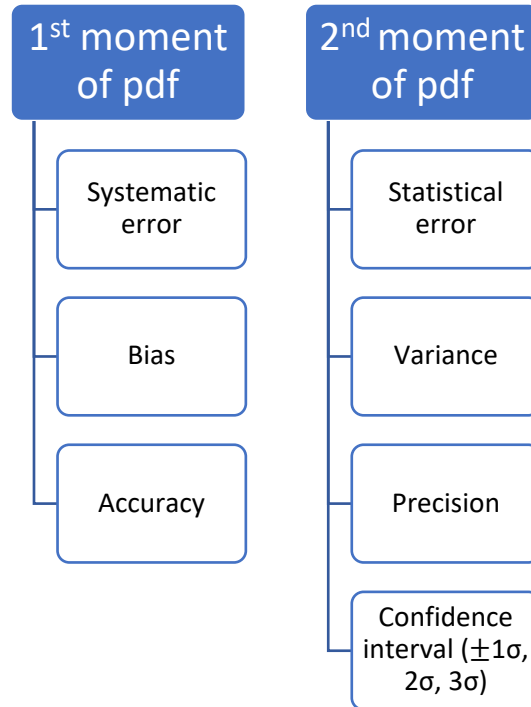 1st moment
of pdf
Systematic
error
Bias
Accuracy
2nd moment
of pdf
Statistical
error
Variance
Precision
Confidence
interval (±1σ,
2σ, 3σ)